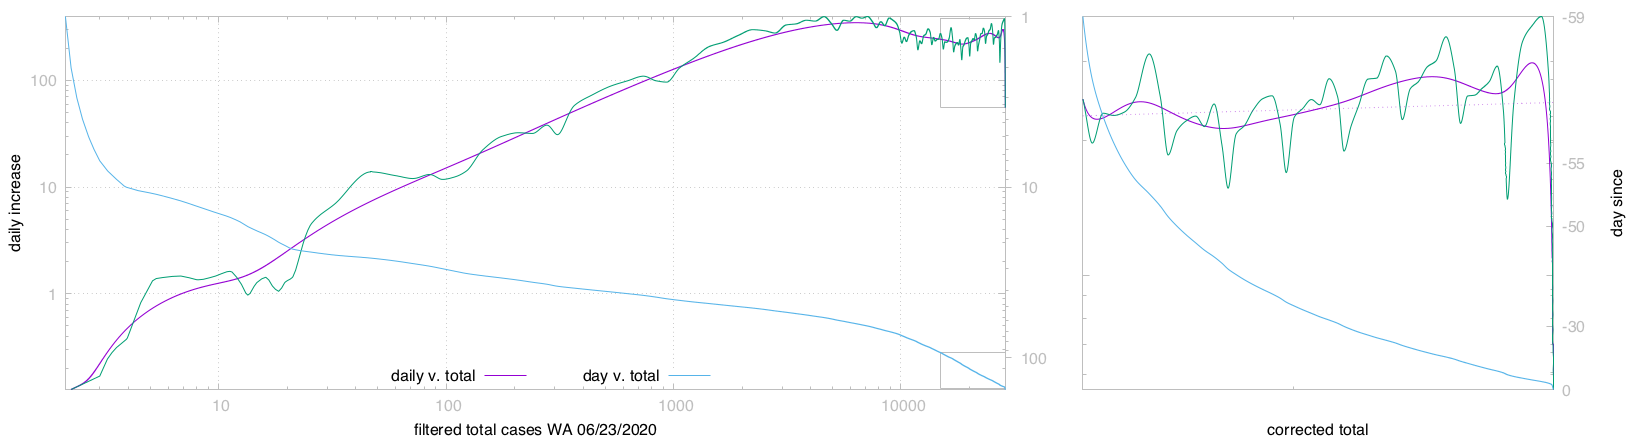 100
10
1
daily increase
10
100
1000
10000
filtered total cases WA 06/23/2020
daily v. total
day v. total
1
10
100
-59
-55
-50
-30
0
day since
corrected total